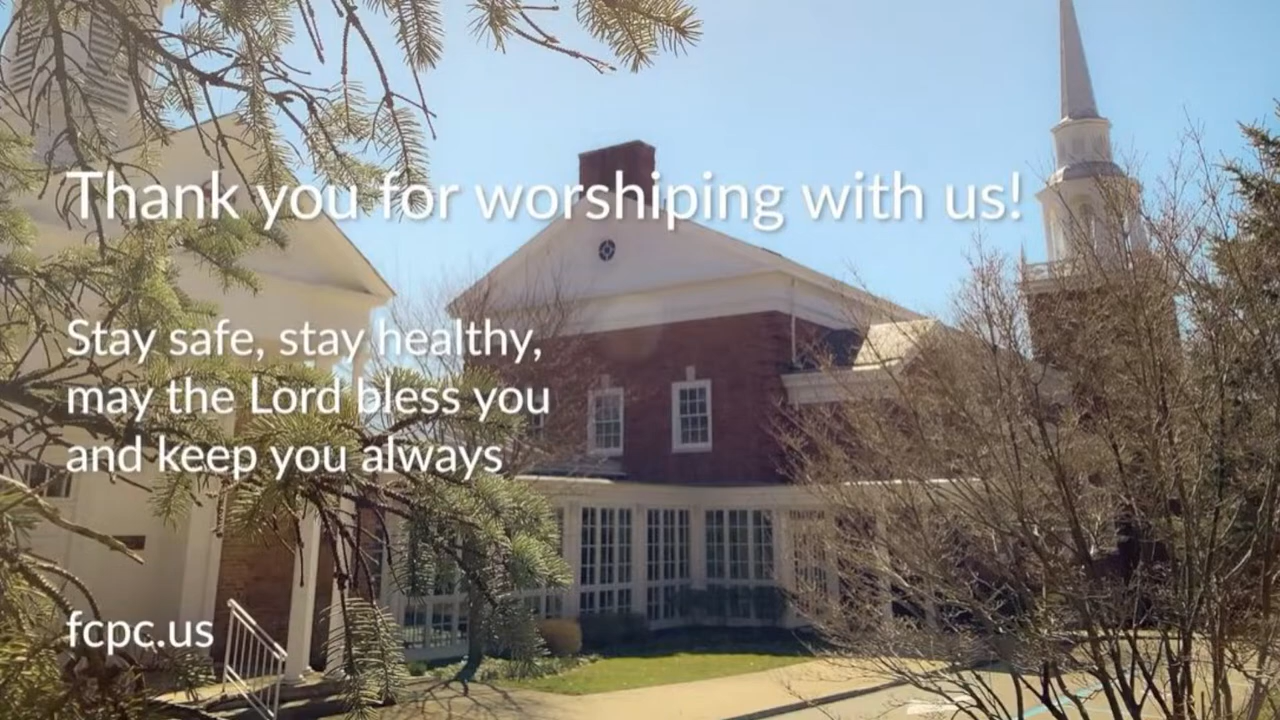 Thank you for worshiping with us!
Stay safe, stay healthy,
may the Lord bless you
and keep you always
fcpc.us